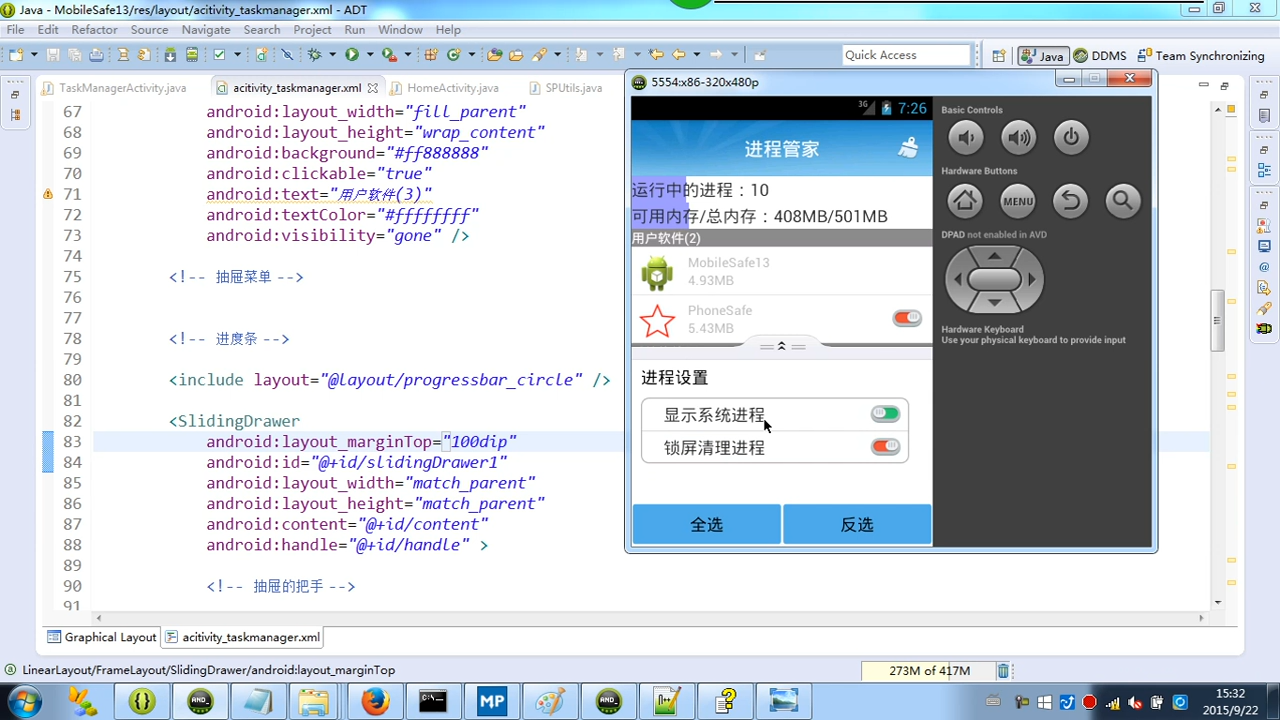 Java - MobileSafe13/res/layout/acitivity_taskmanager.xml - ADT
File Edit Refactor Source Navigate Search Project Run Window Help
Quick Access
Java
DDMS
Team Synchronizing
TaskManagerActivity.java
acitivity_taskmanager.xml
HomeActivity.java
SPUtils.java
67 android:layout_width="fill_parent"
68 android:layout_height="wrap_content"
69 android:background="#ff888888"
70 android:clickable="true"
71 android:text="用户软件(3)"
72 android:textColor="#ffffffff"
73 android:visibility="gone" />
74
75 <!-- 抽屉菜单 -->
76
77
78 <!-- 进度条 -->
79
80 <include layout="@layout/progressbar_circle" />
81
82 <SlidingDrawer
83 android:layout_marginTop="100dip"
84 android:id="@+id/slidingDrawer1"
85 android:layout_width="match_parent"
86 android:layout_height="match_parent"
87 android:content="@+id/content"
88 android:handle="@+id/handle" >
89
90 <!-- 抽屉的把手 -->
91
5554:x86-320x480p
3G 7:26
进程管家
运行中的进程：10
可用内存/总内存：408MB/501MB
用户软件(2)
MobileSafe13
4.93MB
PhoneSafe
5.43MB
进程设置
显示系统进程
锁屏清理进程
全选
反选
Basic Controls
Hardware Buttons
MENU
DPAD not enabled in AVD
Hardware Keyboard
Use your physical keyboard to provide input
Graphical Layout
acitivity_taskmanager.xml
LinearLayout/FrameLayout/SlidingDrawer/android:layout_marginTop
273M of 417M
MP
15:32
2015/9/22